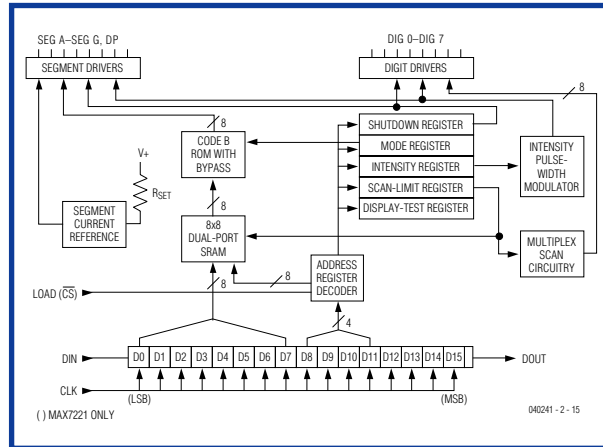 SEG A–SEG G, DP
DIG 0–DIG 7
SEGMENT DRIVERS
DIGIT DRIVERS
8
8
CODE B
ROM WITH
BYPASS
SHUTDOWN REGISTER
MODE REGISTER
INTENSITY REGISTER
SCAN-LIMIT REGISTER
DISPLAY-TEST REGISTER
INTENSITY
PULSE-
WIDTH
MODULATOR
V+
RSET
8
SEGMENT
CURRENT
REFERENCE
8x8
DUAL-PORT
SRAM
MULTIPLEX
SCAN
CIRCUITRY
ADDRESS
REGISTER
DECODER
8
8
LOAD (CS)
4
DIN
D0 D1 D2 D3 D4 D5 D6 D7 D8 D9 D10 D11 D12 D13 D14 D15
DOUT
CLK
(LSB)
(MSB)
( ) MAX7221 ONLY
040241 - 2 - 15